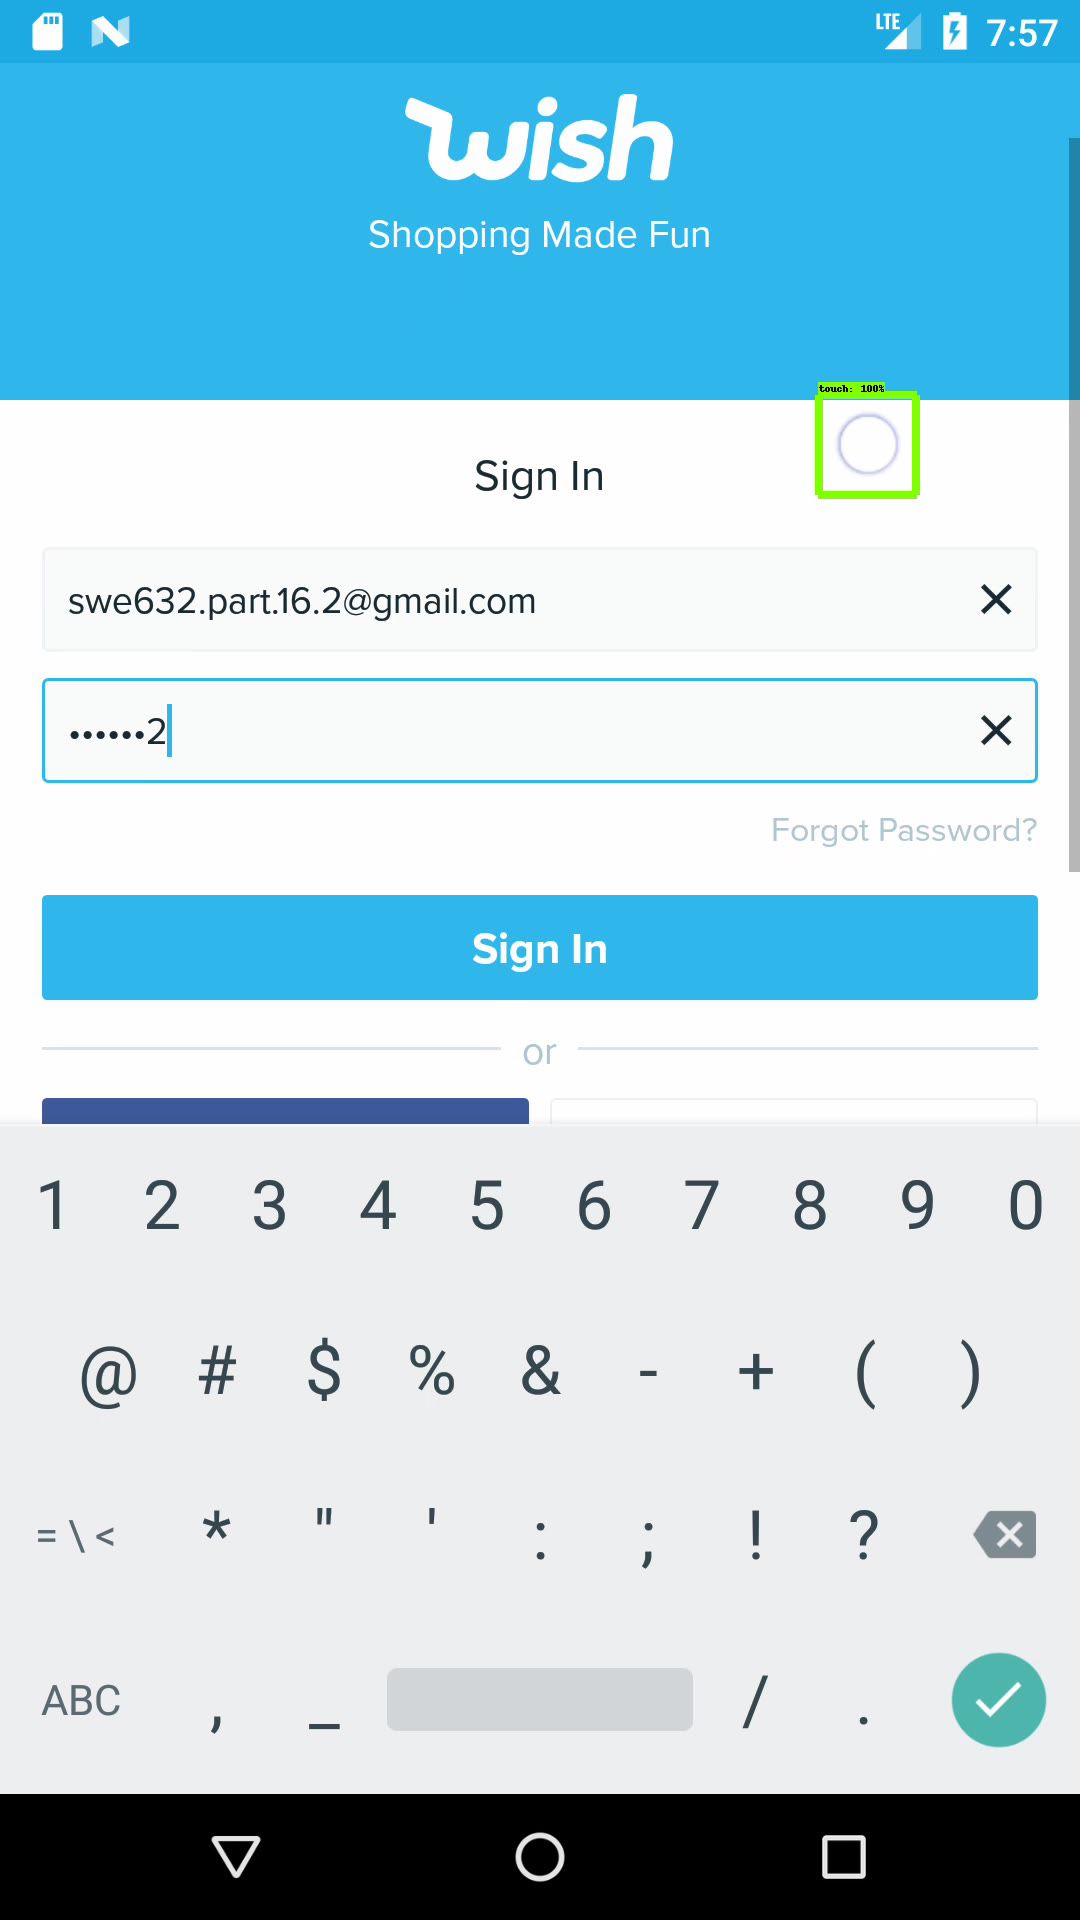 LTE 7:57
wish
Shopping Made Fun
touch: 100%
Sign In
swe632.part.16.2@gmail.com
••••••2
Forgot Password?
Sign In
or
1 2 3 4 5 6 7 8 9 0
@ # $ % & - + ( )
= \ < * " ' : ; ! ?
ABC , _ / .